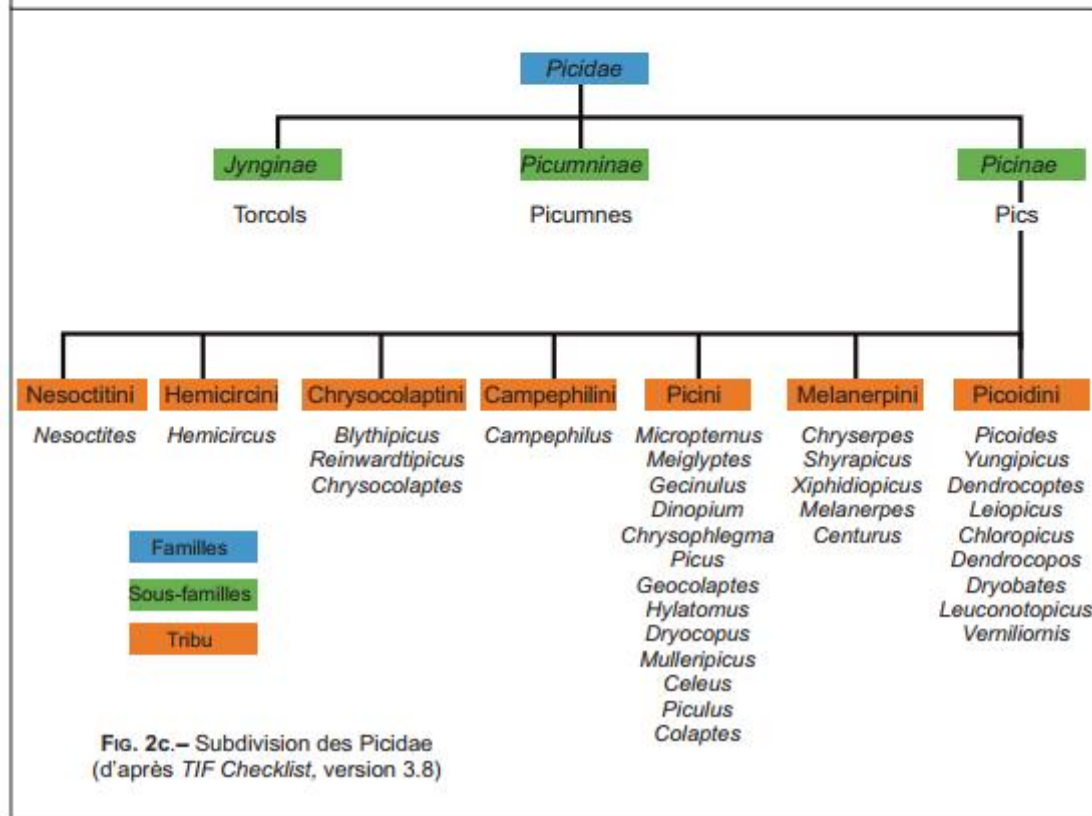 Picidae
Jynginae
Picumninae
Picinae
Torcols
Picumnes
Pics
Nesoctitini
Hemicircini
Chrysocolaptini
Campephilini
Picini
Melanerpini
Picoidini
Nesoctites
Hemicircus
Blythipicus
Reinwardtipicus
Chrysocolaptes
Campephilus
Micropternus
Meiglyptes
Gecinulus
Dinopium
Chrysophlegma
Picus
Geocolaptes
Hylatomus
Dryocopus
Mulleripicus
Celeus
Piculus
Colaptes
Chryserpes
Shyrapicus
Xiphidiopicus
Melanerpes
Centurus
Picoides
Yungipicus
Dendrocoptes
Leiopicus
Chloropicus
Dendrocopos
Dryobates
Leuconotopicus
Verniliornis
Familles
Sous-familles
Tribu
FIG. 2c.– Subdivision des Picidae
(d'après TIF Checklist, version 3.8)